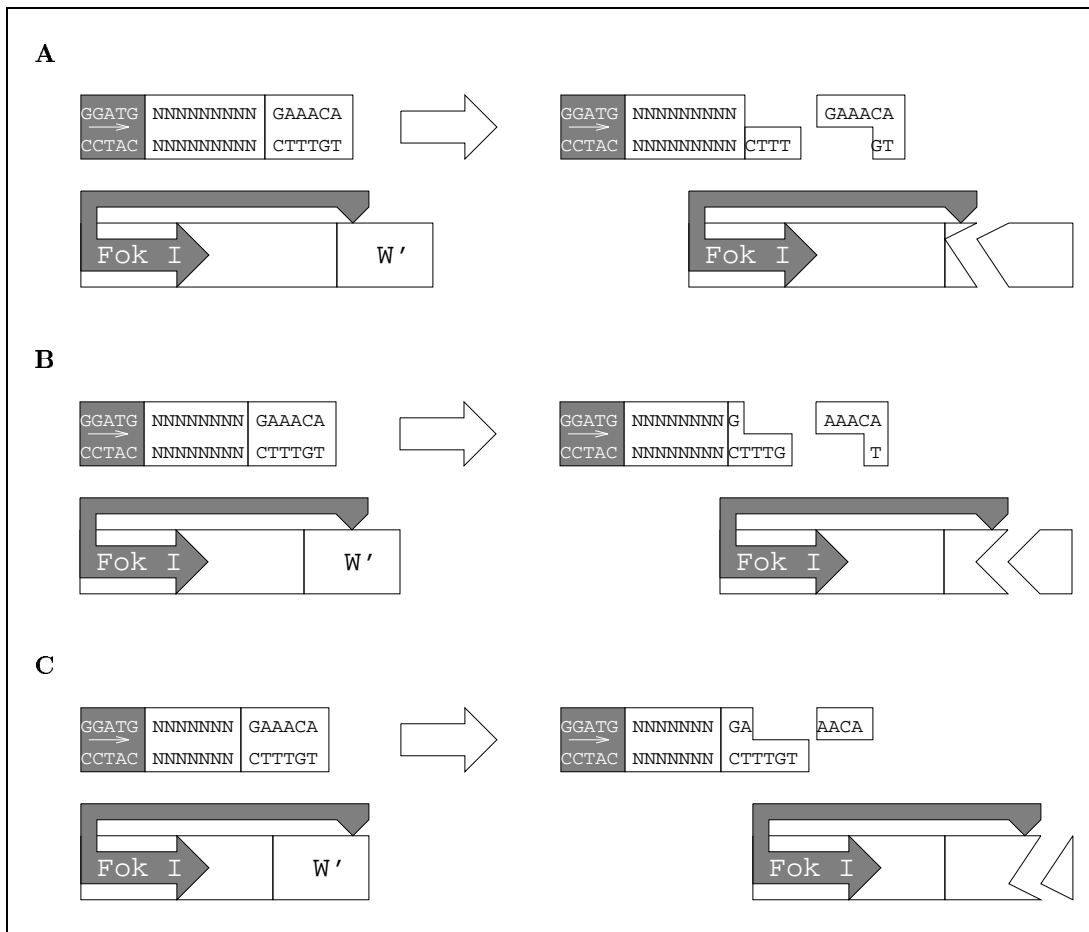 A
GGATG NNNNNNNNN GAAACA GGATG NNNNNNNNN GAAACA
CCTAC NNNNNNNNN CTTTGT CCTAC NNNNNNNNN CTTT GT
Fok I W' Fok I
B
GGATG NNNNNNNN GAAACA GGATG NNNNNNNN G AAACA
CCTAC NNNNNNNN CTTTGT CCTAC NNNNNNNN CTTTG T
Fok I W' Fok I
C
GGATG NNNNNNN GAAACA GGATG NNNNNNN GA AACA
CCTAC NNNNNNN CTTTGT CCTAC NNNNNNN CTTTGT
Fok I W' Fok I